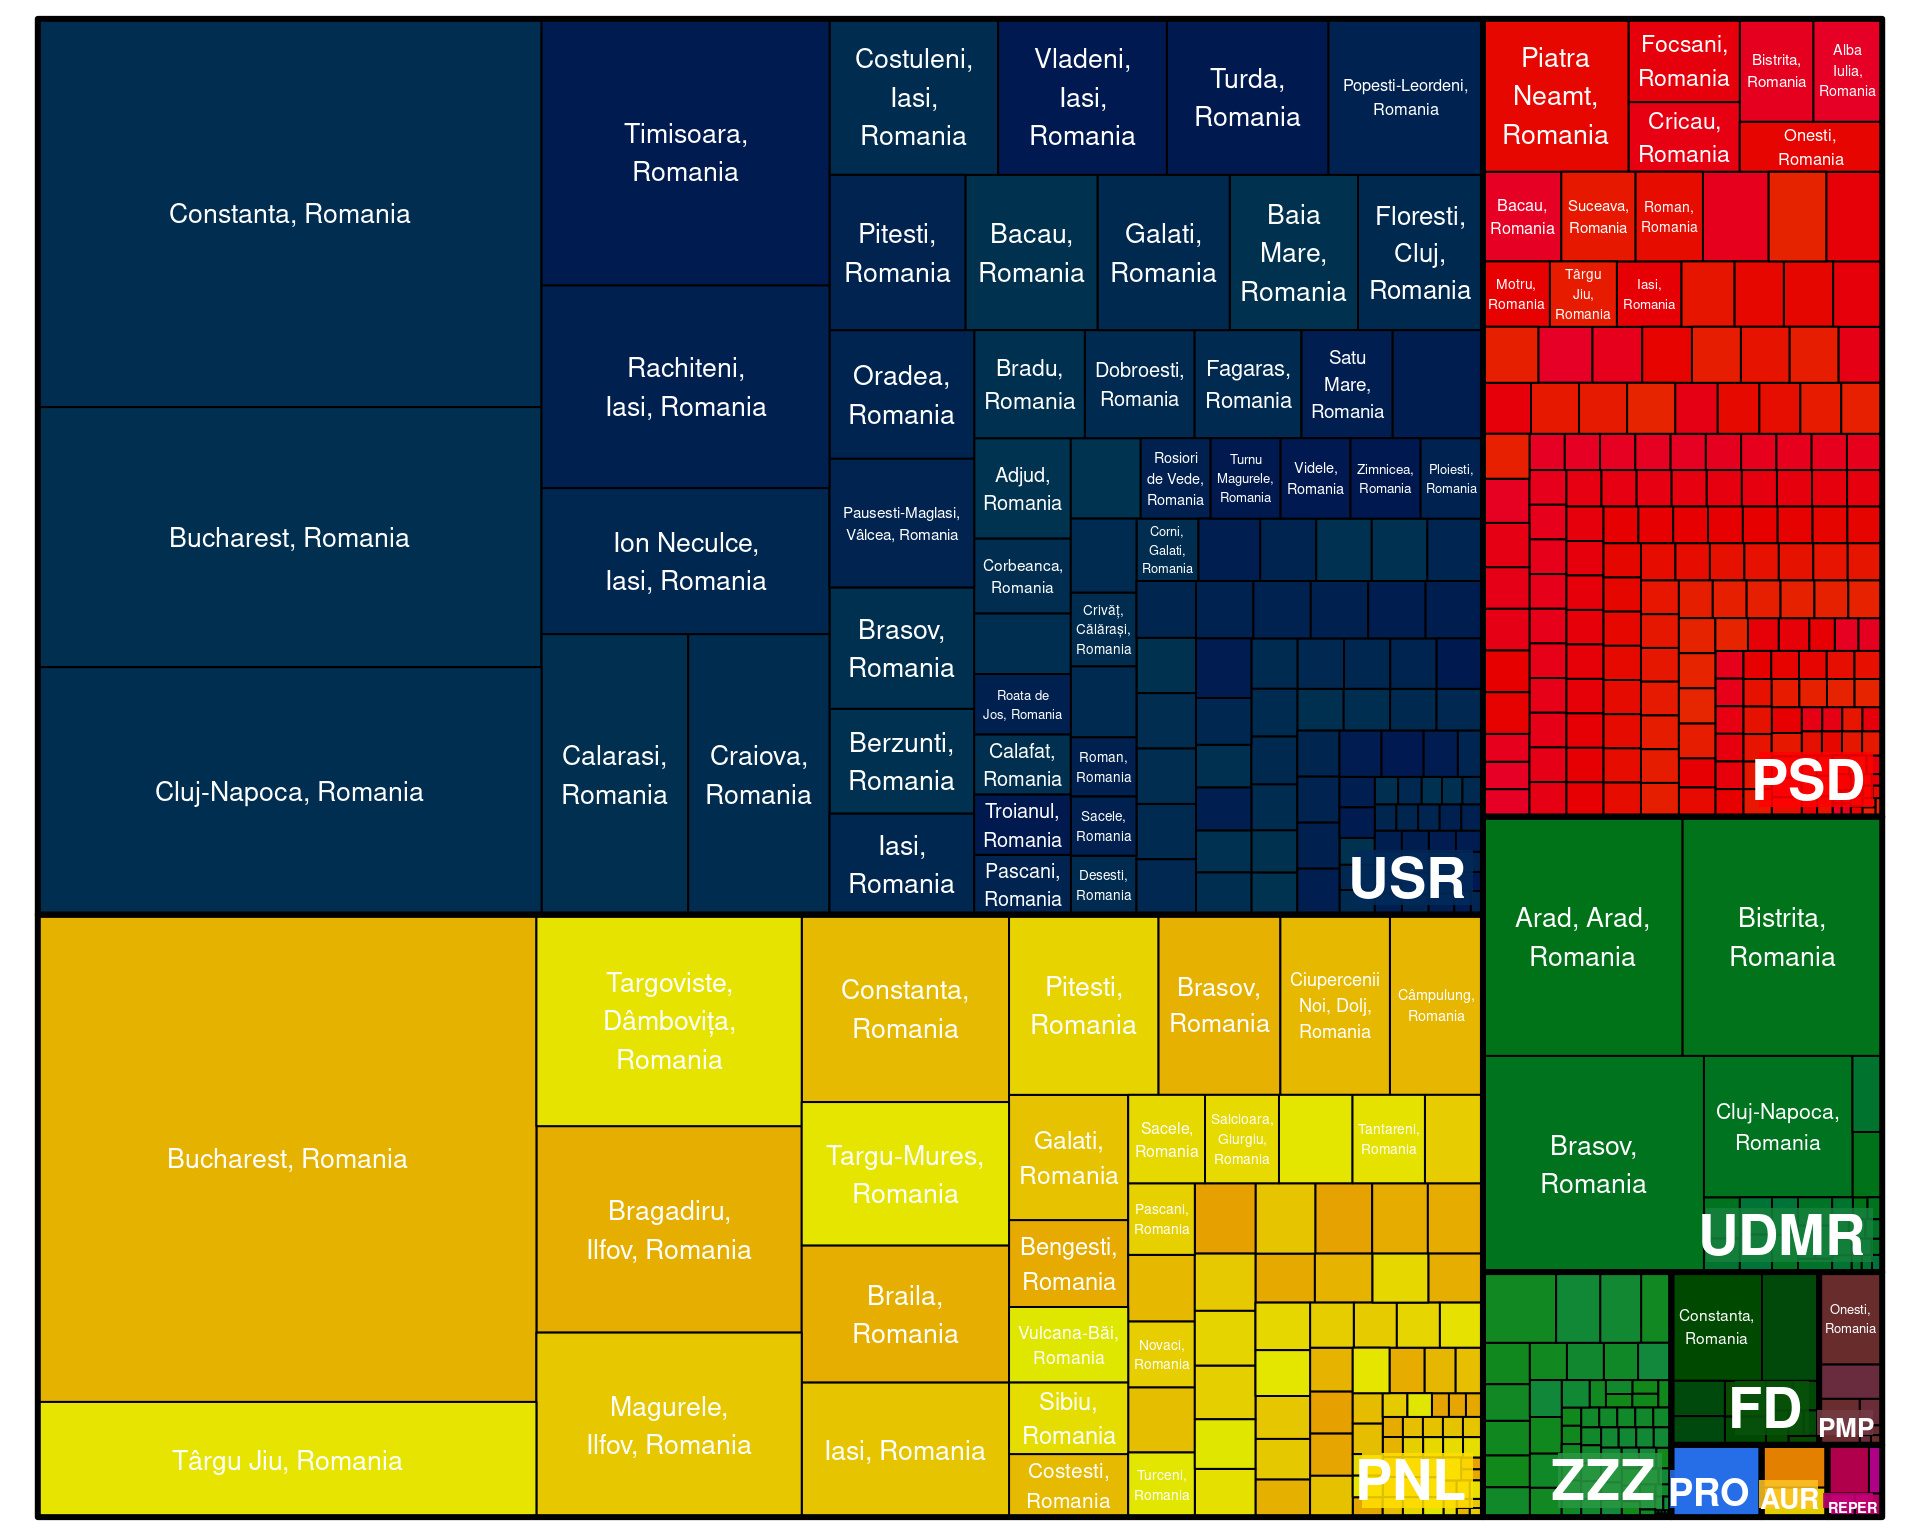 Constanta, Romania
Bucharest, Romania
Cluj-Napoca, Romania
Timisoara,
Romania
Rachiteni,
Iasi, Romania
Ion Neculce,
Iasi, Romania
Calarasi,
Romania
Craiova,
Romania
Costuleni,
Iasi,
Romania
Vladeni,
Iasi,
Romania
Turda,
Romania
Popesti-Leordeni,
Romania
Pitesti,
Romania
Bacau,
Romania
Galati,
Romania
Baia
Mare,
Romania
Floresti,
Cluj,
Romania
Oradea,
Romania
Pausesti-Maglasi,
Vâlcea, Romania
Brasov,
Romania
Berzunti,
Romania
Iasi,
Romania
Bradu,
Romania
Dobroesti,
Romania
Fagaras,
Romania
Satu
Mare,
Romania
Adjud,
Romania
Corbeanca,
Romania
Roata de
Jos, Romania
Calafat,
Romania
Troianul,
Romania
Pascani,
Romania
Rosiori
de Vede,
Romania
Turnu
Magurele,
Romania
Videle,
Romania
Zimnicea,
Romania
Ploiesti,
Romania
Corni,
Galati,
Romania
Crivăț,
Călărași,
Romania
Roman,
Romania
Sacele,
Romania
Desesti,
Romania
USR
Piatra
Neamt,
Romania
Focsani,
Romania
Cricau,
Romania
Bistrita,
Romania
Alba
Iulia,
Romania
Onesti,
Romania
Bacau,
Romania
Suceava,
Romania
Roman,
Romania
Motru,
Romania
Târgu
Jiu,
Romania
Iasi,
Romania
PSD
Bucharest, Romania
Târgu Jiu, Romania
Targoviste,
Dâmbovița,
Romania
Bragadiru,
Ilfov, Romania
Magurele,
Ilfov, Romania
Constanta,
Romania
Targu-Mures,
Romania
Braila,
Romania
Iasi, Romania
Pitesti,
Romania
Brasov,
Romania
Ciupercenii
Noi, Dolj,
Romania
Câmpulung,
Romania
Galati,
Romania
Bengesti,
Romania
Vulcana-Băi,
Romania
Sibiu,
Romania
Costesti,
Romania
Sacele,
Romania
Salcioara,
Giurgiu,
Romania
Tantareni,
Romania
Pascani,
Romania
Novaci,
Romania
Turceni,
Romania
PNL
Arad, Arad,
Romania
Bistrita,
Romania
Brasov,
Romania
Cluj-Napoca,
Romania
UDMR
ZZZ
Constanta,
Romania
FD
Onesti,
Romania
PMP
PRO
AUR
REPER